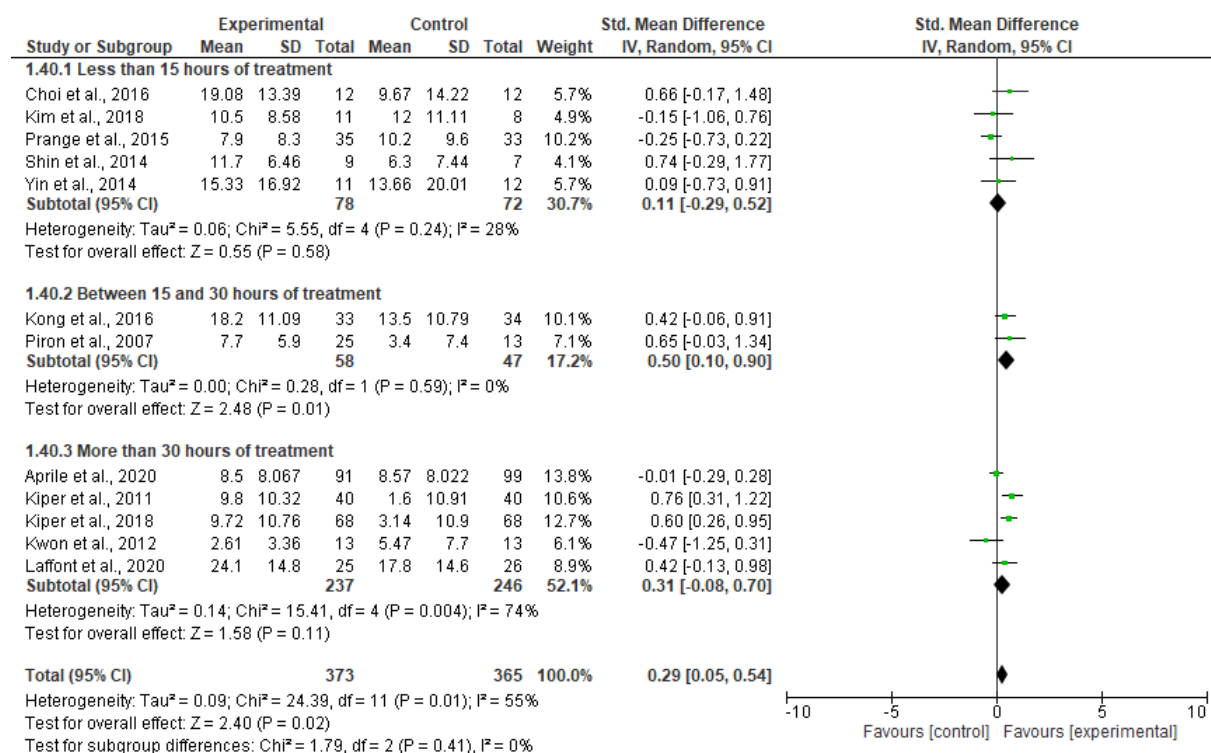 Experimental Control Std. Mean Difference Std. Mean Difference
Study or Subgroup Mean SD Total Mean SD Total Weight IV, Random, 95% CI IV, Random, 95% CI
1.40.1 Less than 15 hours of treatment
Choi et al., 2016 19.08 13.39 12 9.67 14.22 12 5.7% 0.66 [-0.17, 1.48]
Kim et al., 2018 10.5 8.58 11 12 11.11 8 4.9% -0.15 [-1.06, 0.76]
Prange et al., 2015 7.9 8.3 35 10.2 9.6 33 10.2% -0.25 [-0.73, 0.22]
Shin et al., 2014 11.7 6.46 9 6.3 7.44 7 4.1% 0.74 [-0.29, 1.77]
Yin et al., 2014 15.33 16.92 11 13.66 20.01 12 5.7% 0.09 [-0.73, 0.91]
Subtotal (95% CI) 78 72 30.7% 0.11 [-0.29, 0.52]
Heterogeneity: Tau² = 0.06; Chi² = 5.55, df = 4 (P = 0.24); I² = 28%
Test for overall effect: Z = 0.55 (P = 0.58)
1.40.2 Between 15 and 30 hours of treatment
Kong et al., 2016 18.2 11.09 33 13.5 10.79 34 10.1% 0.42 [-0.06, 0.91]
Piron et al., 2007 7.7 5.9 25 3.4 7.4 13 7.1% 0.65 [-0.03, 1.34]
Subtotal (95% CI) 58 47 17.2% 0.50 [0.10, 0.90]
Heterogeneity: Tau² = 0.00; Chi² = 0.28, df = 1 (P = 0.59); I² = 0%
Test for overall effect: Z = 2.48 (P = 0.01)
1.40.3 More than 30 hours of treatment
Aprile et al., 2020 8.5 8.067 91 8.57 8.022 99 13.8% -0.01 [-0.29, 0.28]
Kiper et al., 2011 9.8 10.32 40 1.6 10.91 40 10.6% 0.76 [0.31, 1.22]
Kiper et al., 2018 9.72 10.76 68 3.14 10.9 68 12.7% 0.60 [0.26, 0.95]
Kwon et al., 2012 2.61 3.36 13 5.47 7.7 13 6.1% -0.47 [-1.25, 0.31]
Laffont et al., 2020 24.1 14.8 25 17.8 14.6 26 8.9% 0.42 [-0.13, 0.98]
Subtotal (95% CI) 237 246 52.1% 0.31 [-0.08, 0.70]
Heterogeneity: Tau² = 0.14; Chi² = 15.41, df = 4 (P = 0.004); I² = 74%
Test for overall effect: Z = 1.58 (P = 0.11)
Total (95% CI) 373 365 100.0% 0.29 [0.05, 0.54]
Heterogeneity: Tau² = 0.09; Chi² = 24.39, df = 11 (P = 0.01); I² = 55%
Test for overall effect: Z = 2.40 (P = 0.02)
Test for subgroup differences: Chi² = 1.79, df = 2 (P = 0.41), I² = 0%
-10 -5 0 5 10
Favours [control] Favours [experimental]